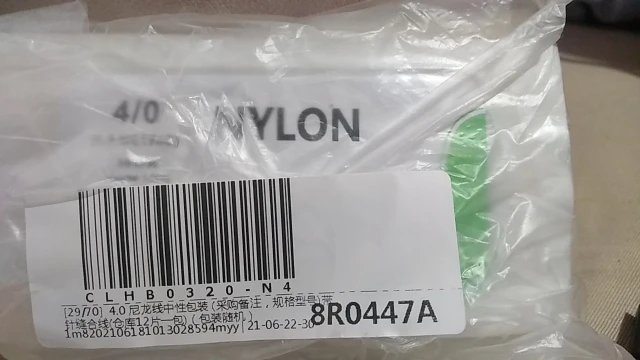 4/0
NYLON
CLHB0320-N4
[29/70] 4.0 尼龙线中性包装 (采购备注，规格型号)带
针缝合线(仓库12片一包) ( 包装随机 )
1m8202106181013028594myy | 21-06-22-30
8R0447A